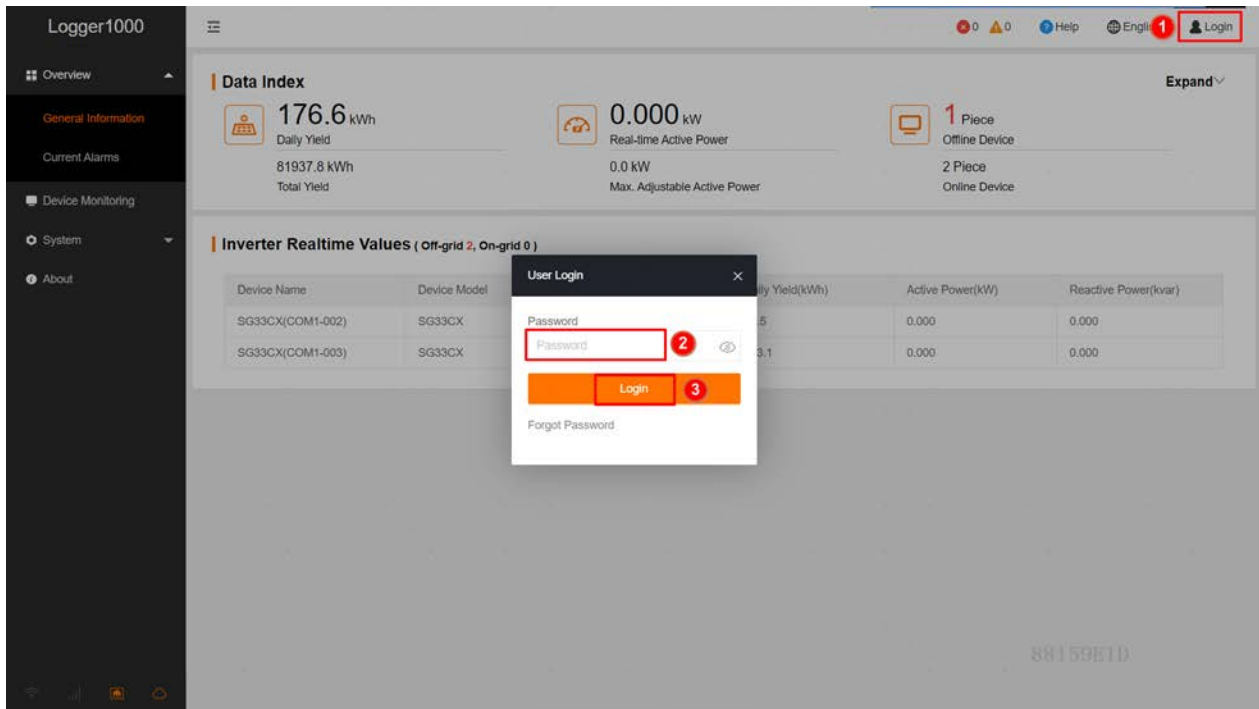 Logger1000
0 0 Help Engli 1 Login
Overview
General Information
Current Alarms
Device Monitoring
System
About
Data Index Expand
176.6 kWh
Daily Yield
81937.8 kWh
Total Yield
0.000 kW
Real-time Active Power
0.0 kW
Max. Adjustable Active Power
1 Piece
Offline Device
2 Piece
Online Device
Inverter Realtime Values ( Off-grid 2, On-grid 0 )
Device Name Device Model ily Yield(kWh) Active Power(kW) Reactive Power(kvar)
SG33CX(COM1-002) SG33CX .5 0.000 0.000
SG33CX(COM1-003) SG33CX 3.1 0.000 0.000
User Login
Password
Password 2
Login 3
Forgot Password
88159E1D